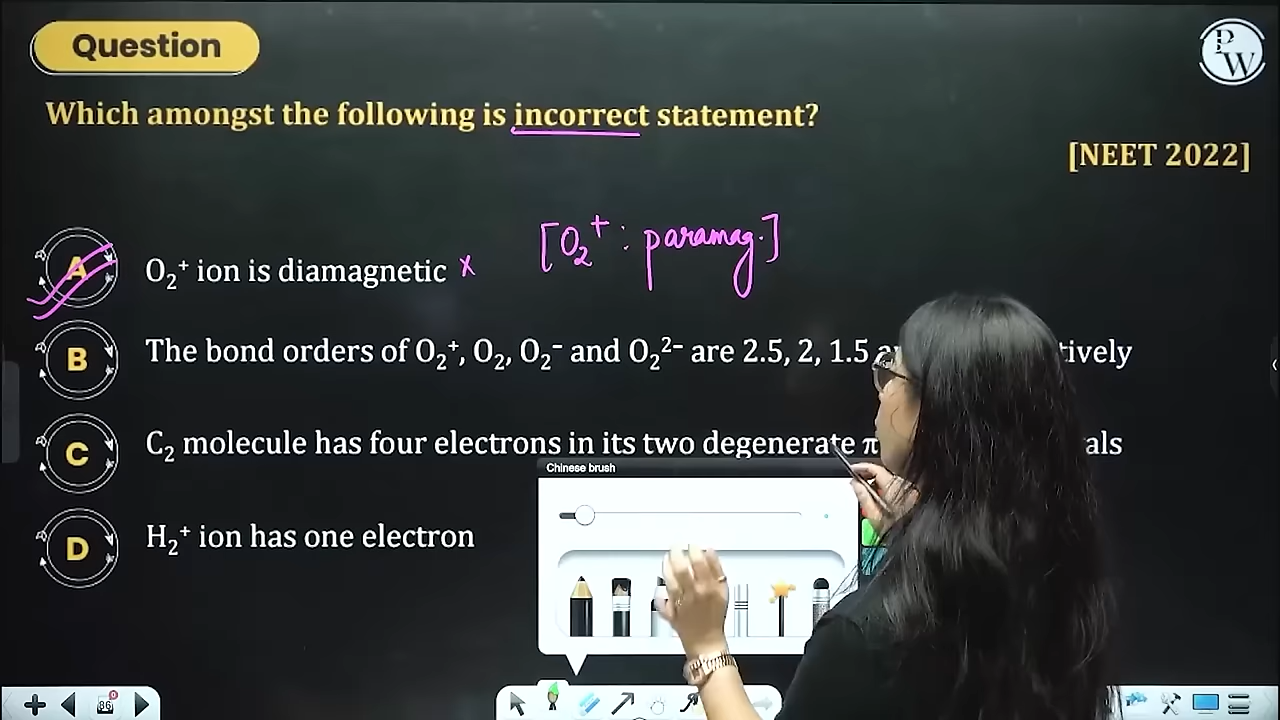 Question
PW
Which amongst the following is incorrect statement?
[NEET 2022]
[O₂⁺ : paramag.]
A O₂⁺ ion is diamagnetic x
B The bond orders of O₂⁺, O₂, O₂⁻ and O₂²⁻ are 2.5, 2, 1.5
C C₂ molecule has four electrons in its two degenerate π
Chinese brush
D H₂⁺ ion has one electron
86